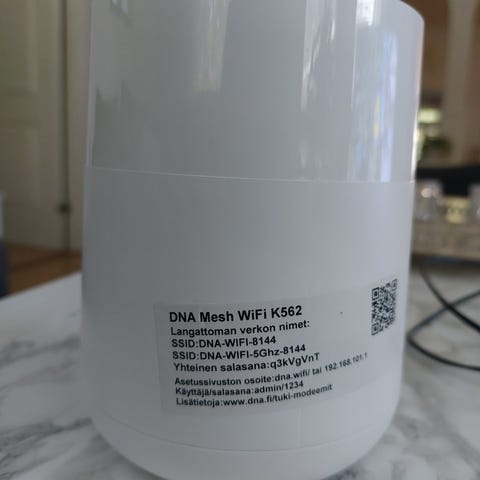 DNA Mesh WiFi K562
Langattoman verkon nimet:
SSID:DNA-WIFI-8144
SSID:DNA-WIFI-5Ghz-8144
Yhteinen salasana:q3kVgVnT
Asetussivuston osoite:dna.wifi/ tai 192.168.101.1
Käyttäjä/salasana:admin/1234
Lisätietoja:www.dna.fi/tuki-modeemit